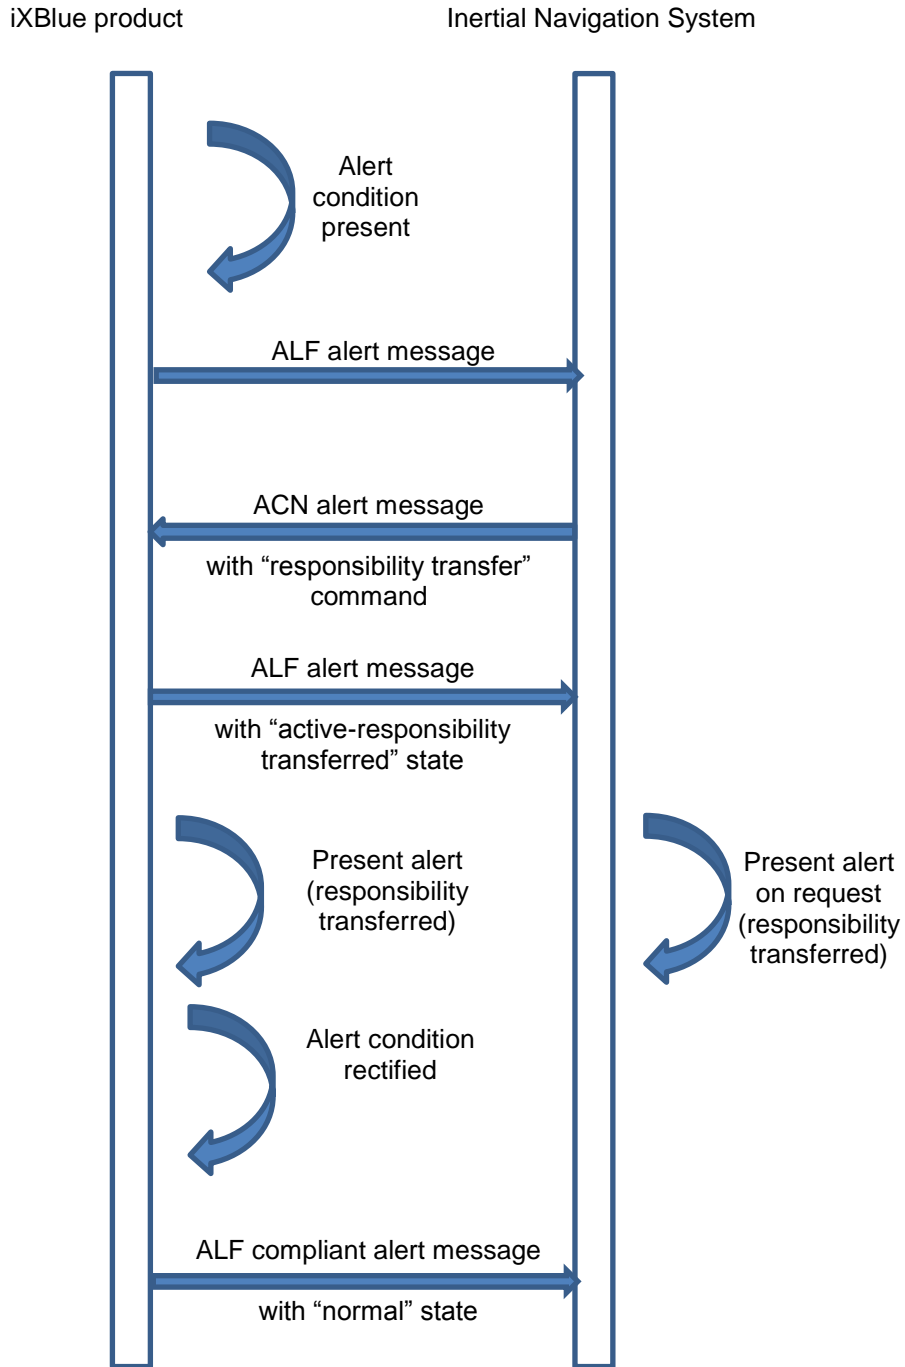 iXBlue product
Inertial Navigation System
Alert
condition
present
ALF alert message
ACN alert message
with “responsibility transfer”
command
ALF alert message
with “active-responsibility
transferred” state
Present alert
(responsibility
transferred)
Present alert
on request
(responsibility
transferred)
Alert condition
rectified
ALF compliant alert message
with “normal” state